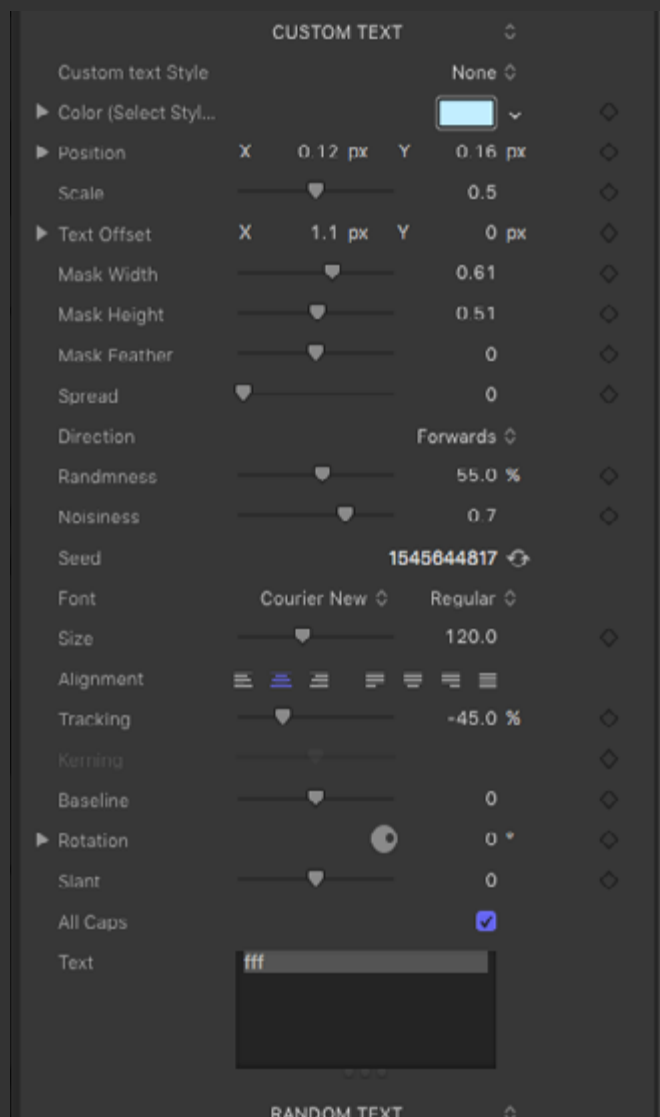 CUSTOM TEXT
Custom text Style None
Color (Select Styl...
Position X 0.12 px Y 0.16 px
Scale 0.5
Text Offset X 1.1 px Y 0 px
Mask Width 0.61
Mask Height 0.51
Mask Feather 0
Spread 0
Direction Forwards
Randmness 55.0 %
Noisiness 0.7
Seed 1545644817
Font Courier New Regular
Size 120.0
Alignment
Tracking -45.0 %
Kerning
Baseline 0
Rotation 0 °
Slant 0
All Caps
Text fff
RANDOM TEXT